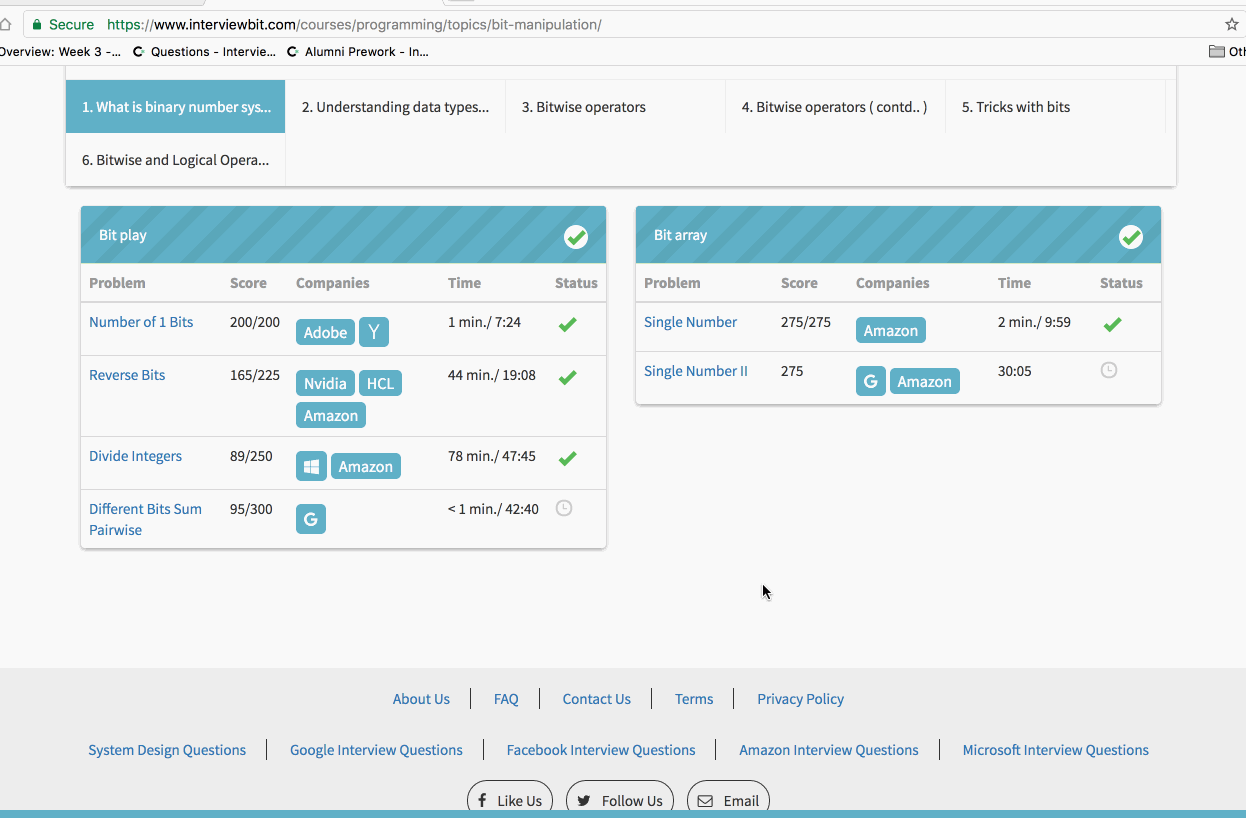 Secure https://www.interviewbit.com/courses/programming/topics/bit-manipulation/
Overview: Week 3 -... Questions - Intervie... Alumni Prework - In... Oth
1. What is binary number sys... 2. Understanding data types... 3. Bitwise operators 4. Bitwise operators ( contd.. ) 5. Tricks with bits
6. Bitwise and Logical Opera...
Bit play
Problem Score Companies Time Status
Number of 1 Bits 200/200 Adobe Y 1 min./ 7:24
Reverse Bits 165/225 Nvidia HCL 44 min./ 19:08
Amazon
Divide Integers 89/250 Amazon 78 min./ 47:45
Different Bits Sum 95/300 G < 1 min./ 42:40
Pairwise
Bit array
Problem Score Companies Time Status
Single Number 275/275 Amazon 2 min./ 9:59
Single Number II 275 G Amazon 30:05
About Us FAQ Contact Us Terms Privacy Policy
System Design Questions Google Interview Questions Facebook Interview Questions Amazon Interview Questions Microsoft Interview Questions
Like Us Follow Us Email